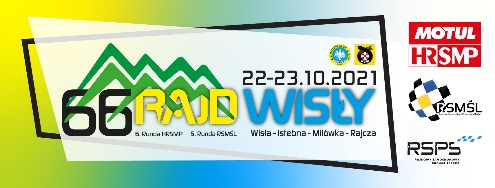 22-23.10.2021
66 RAJD WISŁY
6. Runda HRSMP 5. Runda RSMŚL
Wisła - Istebna - Milówka - Rajcza
MOTUL
HRSMP
RSMŚL
RSPS